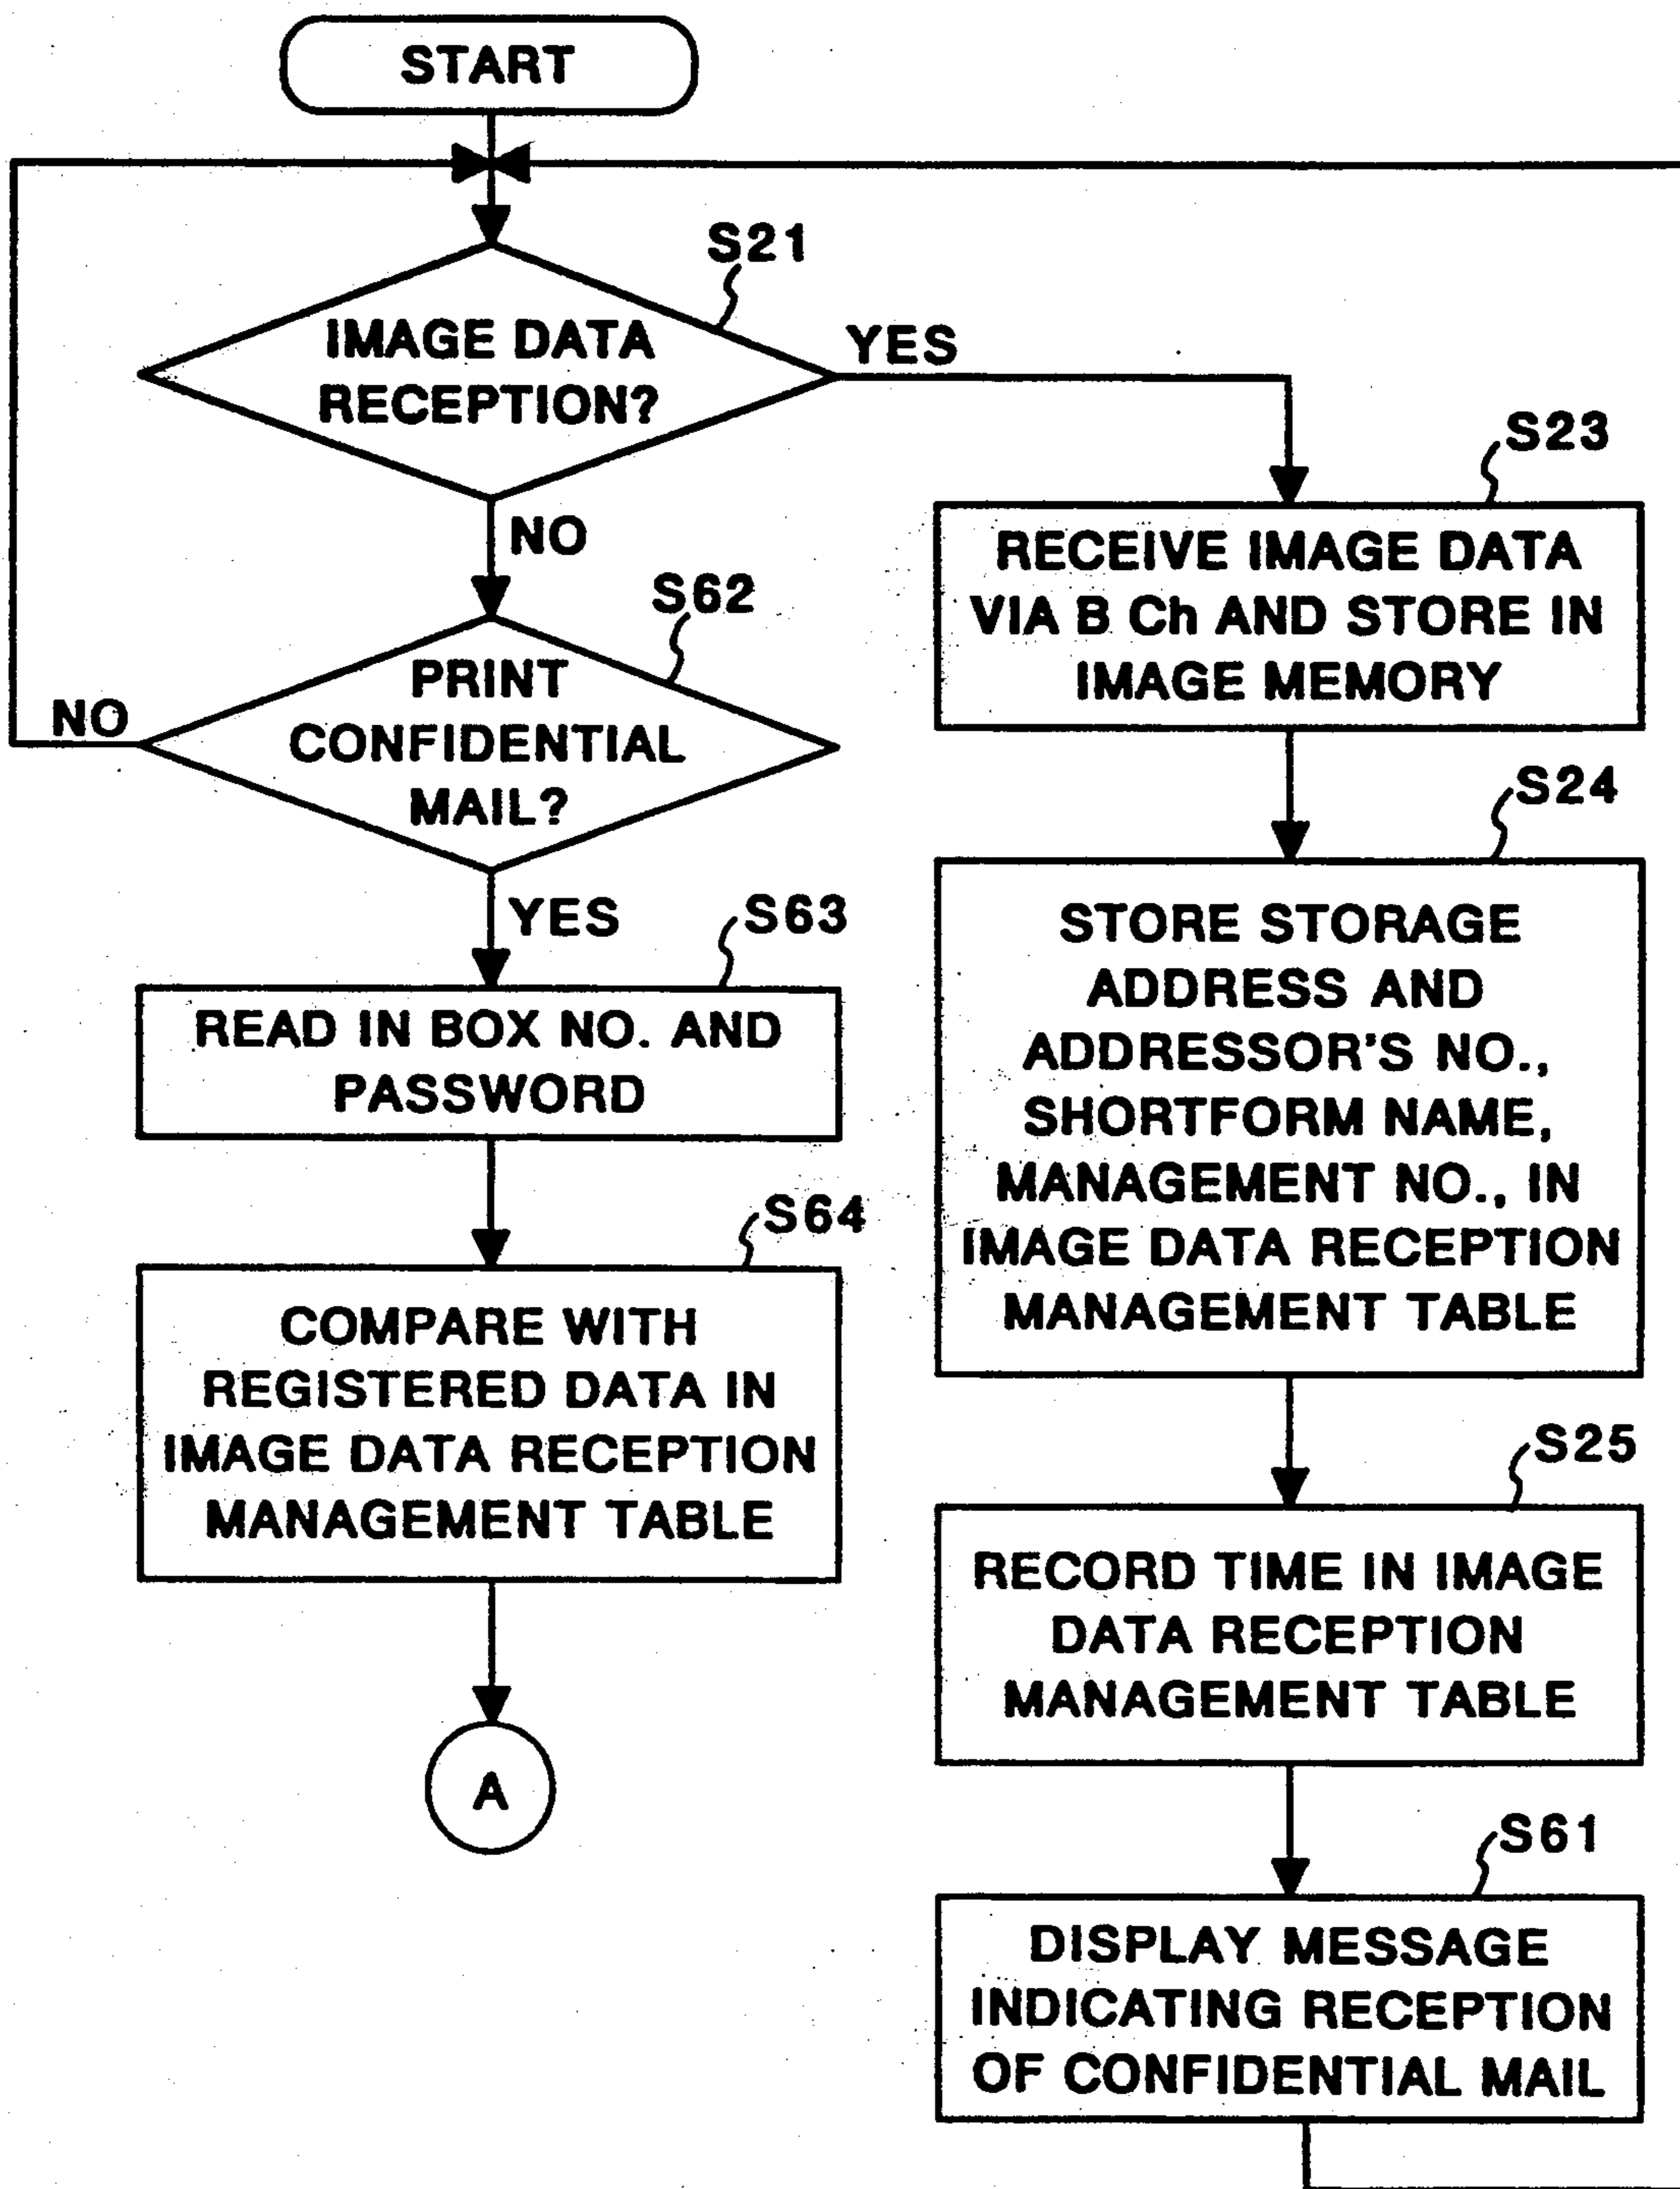 START
S21
IMAGE DATA
RECEPTION?
YES
NO
S62
PRINT
CONFIDENTIAL
MAIL?
NO
YES
S63
READ IN BOX NO. AND
PASSWORD
S64
COMPARE WITH
REGISTERED DATA IN
IMAGE DATA RECEPTION
MANAGEMENT TABLE
A
S23
RECEIVE IMAGE DATA
VIA B Ch AND STORE IN
IMAGE MEMORY
S24
STORE STORAGE
ADDRESS AND
ADDRESSOR'S NO.,
SHORTFORM NAME,
MANAGEMENT NO., IN
IMAGE DATA RECEPTION
MANAGEMENT TABLE
S25
RECORD TIME IN IMAGE
DATA RECEPTION
MANAGEMENT TABLE
S61
DISPLAY MESSAGE
INDICATING RECEPTION
OF CONFIDENTIAL MAIL